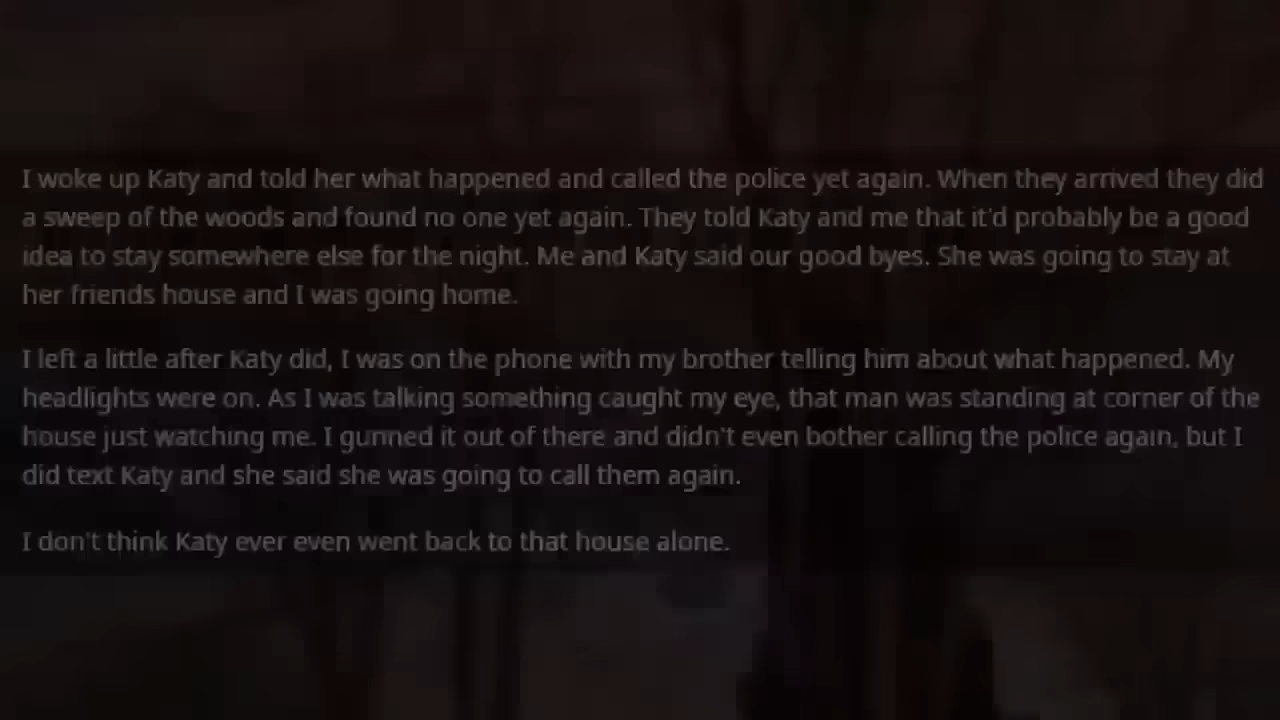 I woke up Katy and told her what happened and called the police yet again. When they arrived they did
a sweep of the woods and found no one yet again. They told Katy and me that it'd probably be a good
idea to stay somewhere else for the night. Me and Katy said our good byes. She was going to stay at
her friends house and I was going home.
I left a little after Katy did, I was on the phone with my brother telling him about what happened. My
headlights were on. As I was talking something caught my eye, that man was standing at corner of the
house just watching me. I gunned it out of there and didn't even bother calling the police again, but I
did text Katy and she said she was going to call them again.
I don't think Katy ever even went back to that house alone.